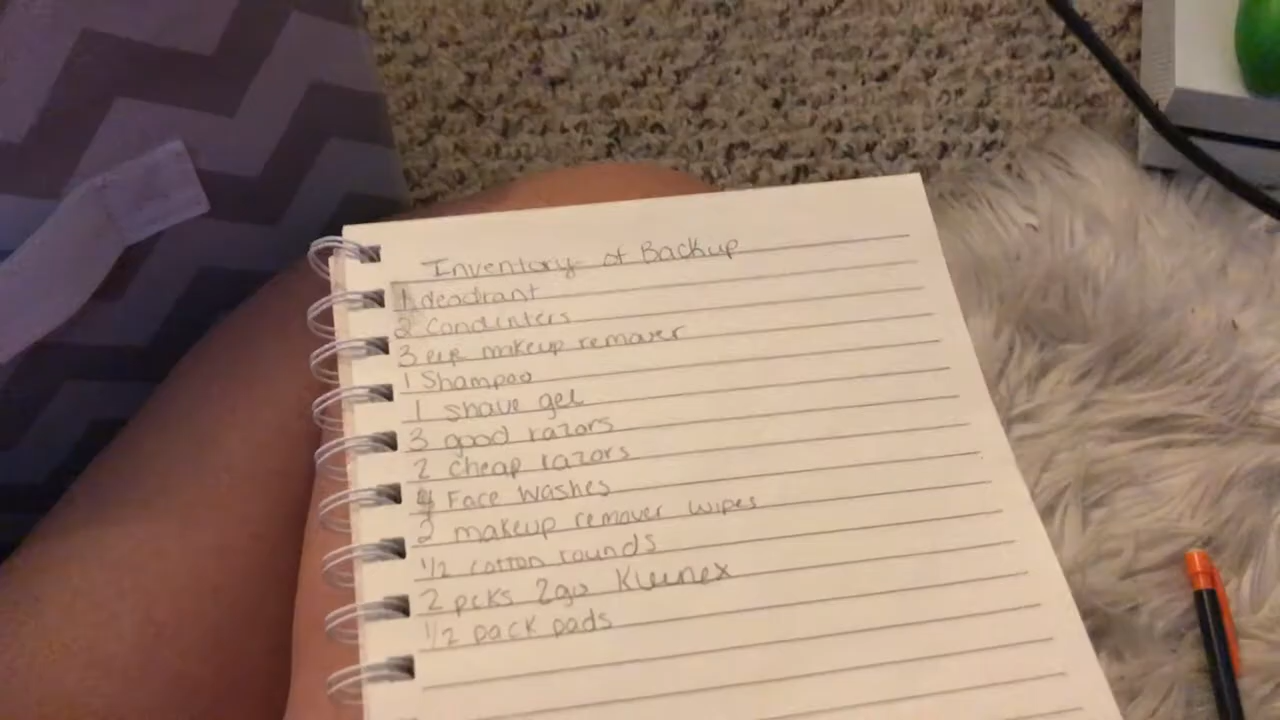 Inventory of Backup
1 deodrant
2 Condinters
3 eye makeup remover
1 Shampoo
1 shave gel
3 good razors
2 cheap razors
4 Face Washes
2 makeup remover wipes
1/2 cotton rounds
2 pcks 2go Kleenex
1/2 pack pads